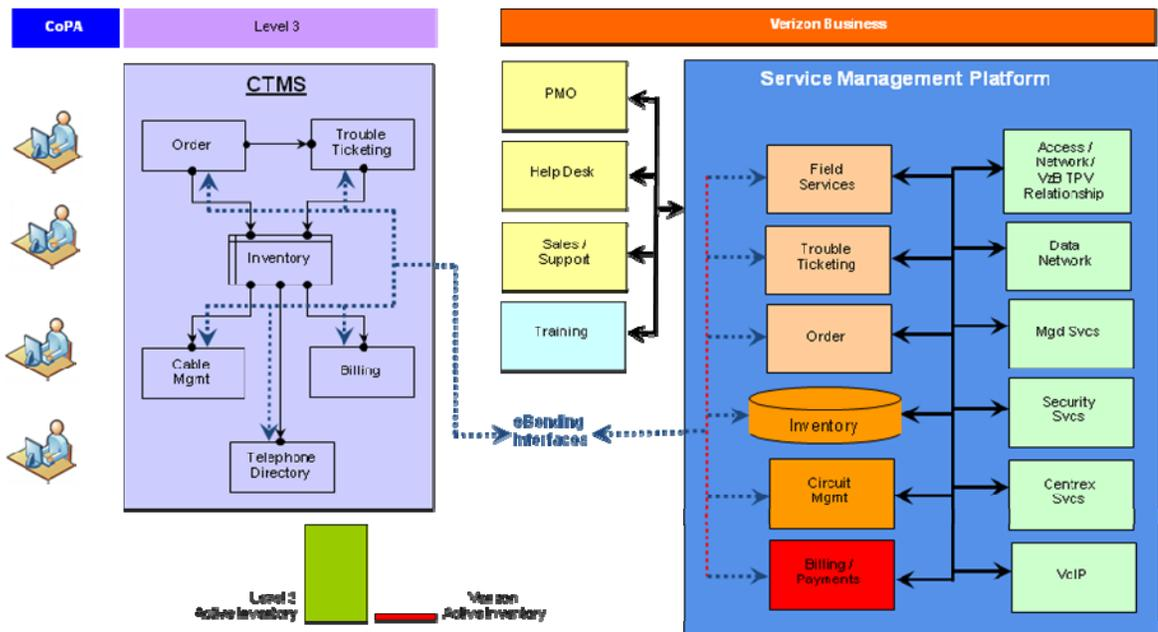 CoPA
Level 3
Verizon Business
CTMS
Order
Trouble
Ticketing
Inventory
Cable
Mgmt
Billing
Telephone
Directory
PMO
Help Desk
Sales /
Support
Training
eBonding
Interfaces
Service Management Platform
Field
Services
Trouble
Ticketing
Order
Inventory
Circuit
Mgmt
Billing /
Payments
Access /
Network /
VzB TPV
Relationship
Data
Network
Mgd Svcs
Security
Svcs
Centrex
Svcs
VoIP
Level 3
Active Inventory
Verizon
Active Inventory